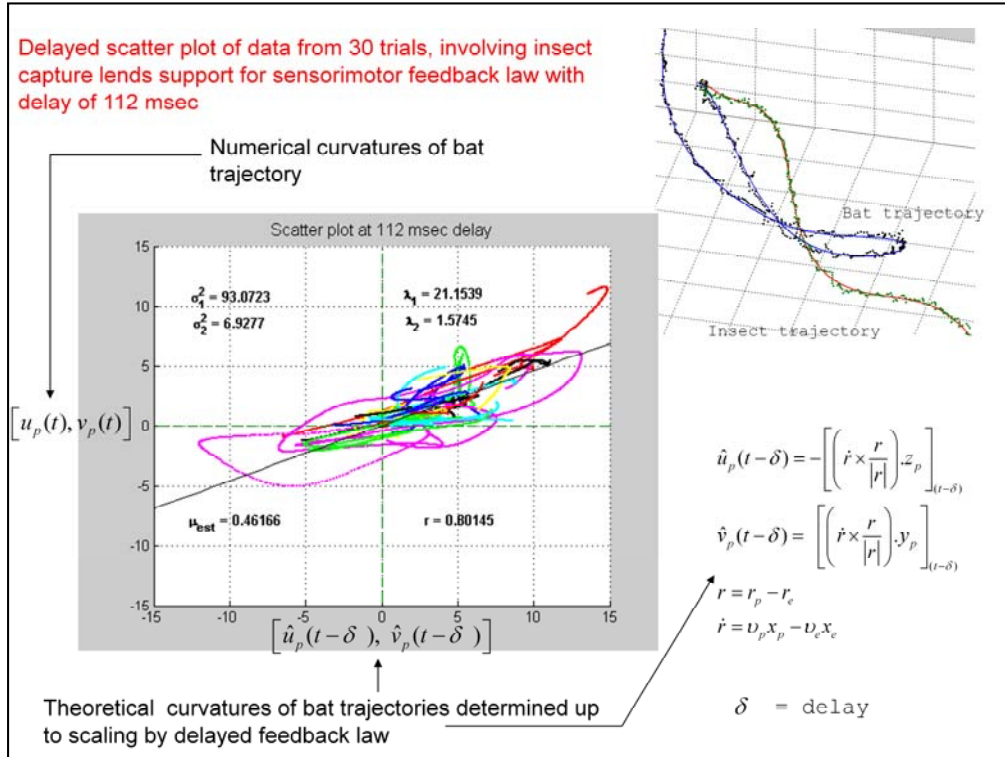 Delayed scatter plot of data from 30 trials, involving insect
capture lends support for sensorimotor feedback law with
delay of 112 msec
Numerical curvatures of bat
trajectory
Bat trajectory
Insect trajectory
Scatter plot at 112 msec delay
15
10
5
0
-5
-10
-15
σ₁² = 93.0723
σ₂² = 6.9277
λ₁ = 21.1539
λ₂ = 1.5745
μ_est = 0.46166
r = 0.80145
-15 -10 -5 0 5 10 15
[u_p(t), v_p(t)]
[û_p(t-δ), v̂_p(t-δ)]
û_p(t-δ) = -[(ṙ × r/|r|).z_p]_(t-δ)
v̂_p(t-δ) = [(ṙ × r/|r|).y_p]_(t-δ)
r = r_p - r_e
ṙ = υ_p x_p - υ_e x_e
δ = delay
Theoretical curvatures of bat trajectories determined up
to scaling by delayed feedback law